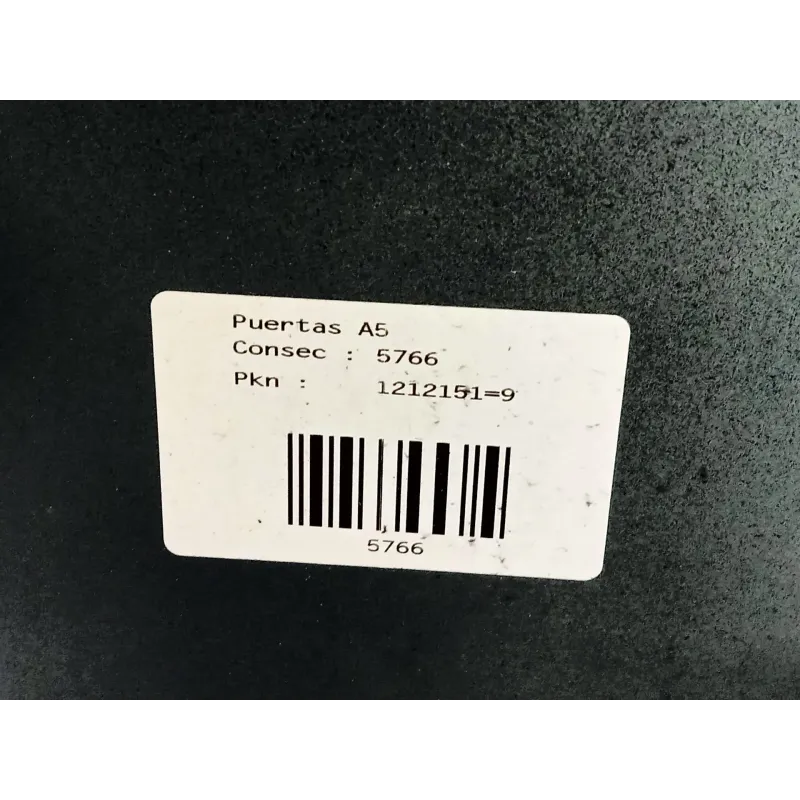 Puertas A5
Consec : 5766
Pkn : 1212151=9
5766